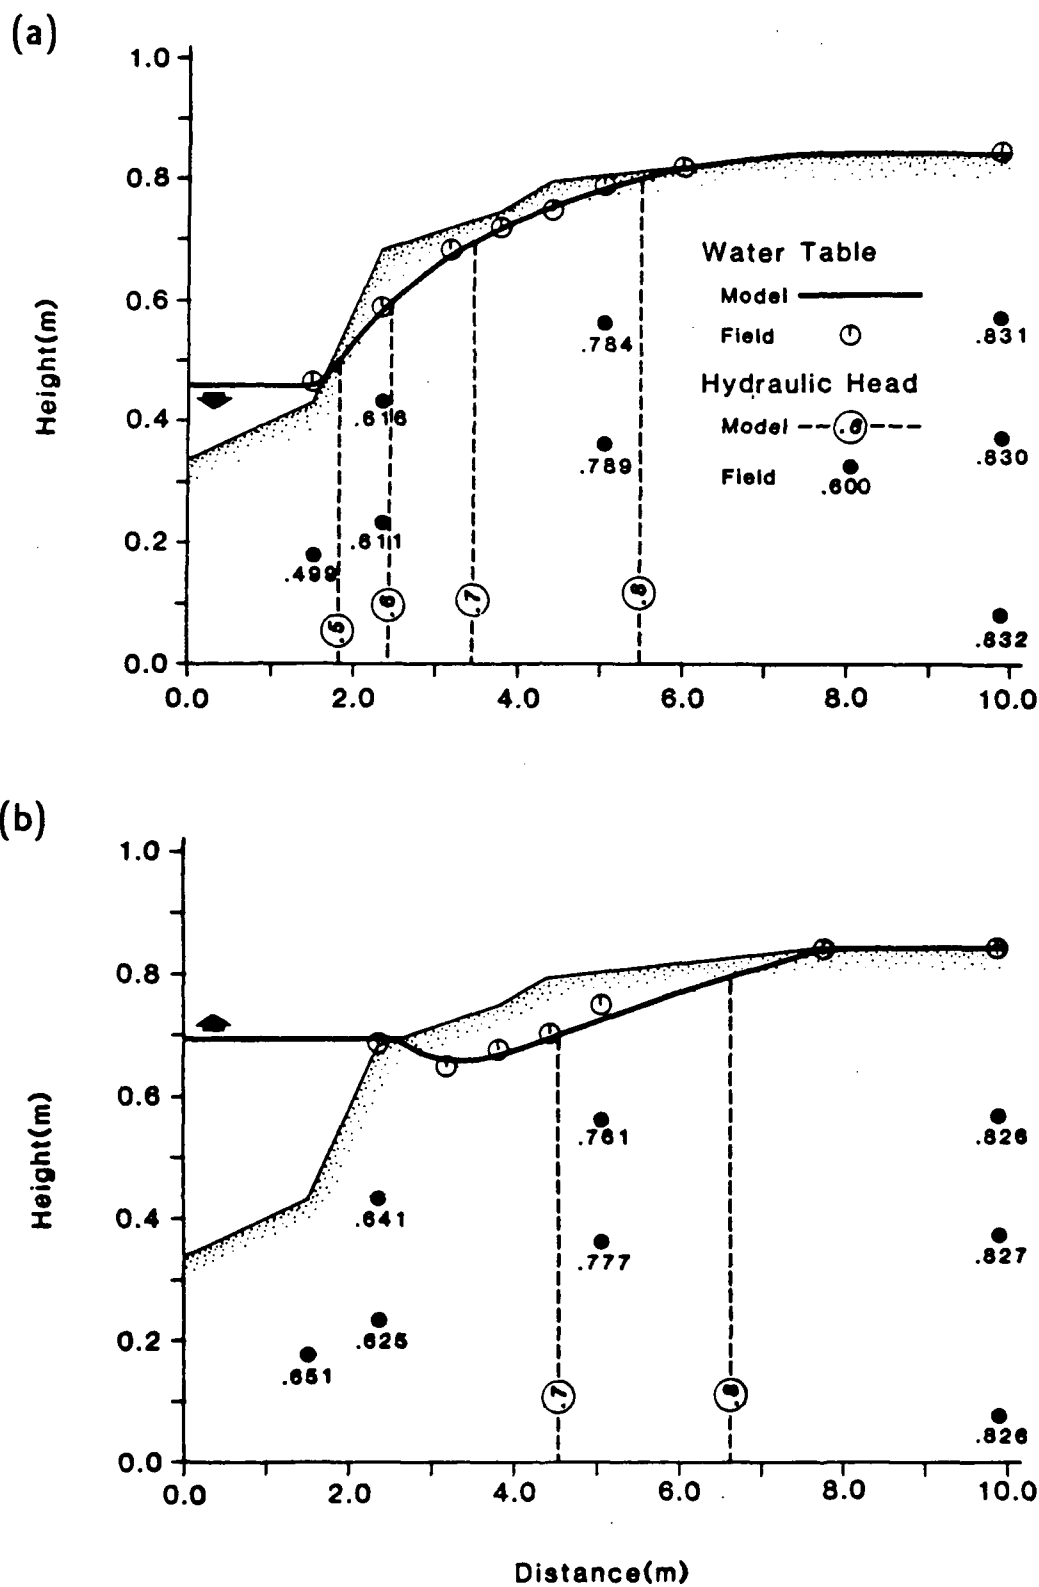 (a)
1.0
0.8
0.6
0.4
0.2
0.0
Height(m)
0.0 2.0 4.0 6.0 8.0 10.0
Water Table
Model
Field
Hydraulic Head
Model .6
Field .600
.784
.831
.616
.789
.830
.611
.499
.832
.5
.6
.7
.8
(b)
1.0
0.8
0.6
0.4
0.2
0.0
Height(m)
0.0 2.0 4.0 6.0 8.0 10.0
.761
.826
.641
.777
.827
.625
.651
.826
.7
.8
Distance(m)